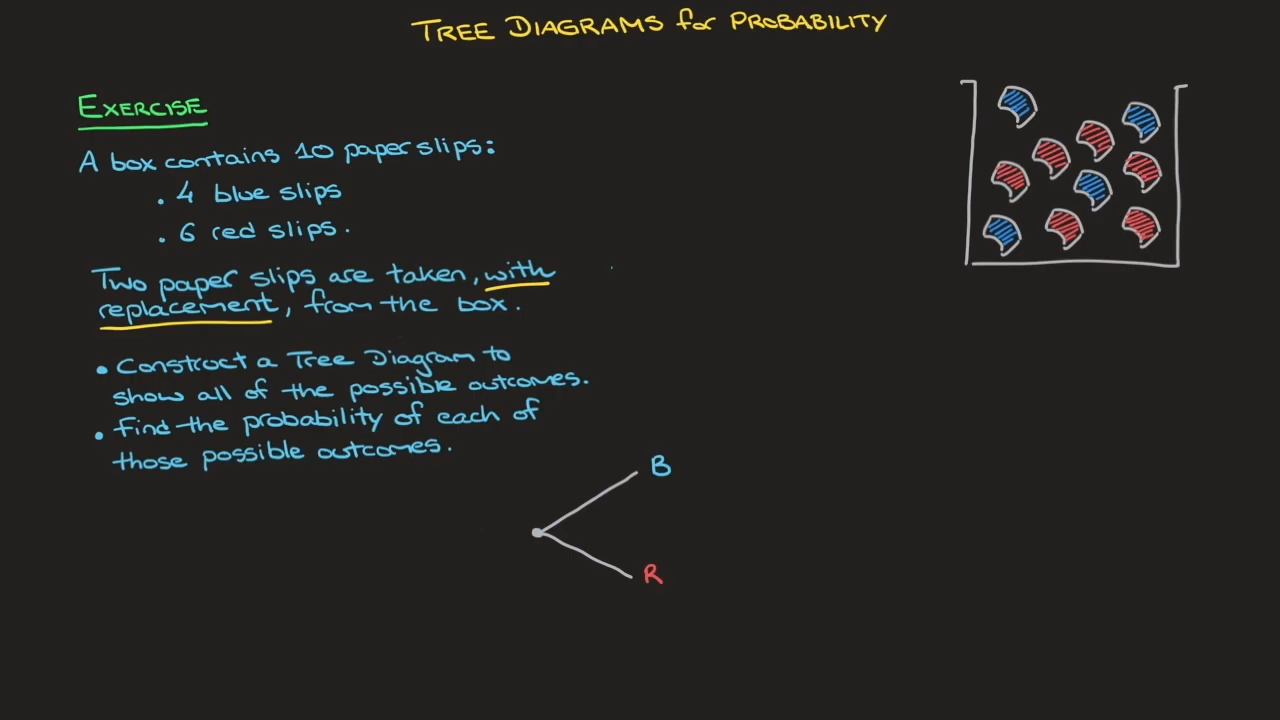 TREE DIAGRAMS for PROBABILITY
EXERCISE
A box contains 10 paper slips:
. 4 blue slips
. 6 red slips.
Two paper slips are taken, with
replacement, from the box.
• Construct a Tree Diagram to
show all of the possible outcomes.
• Find the probability of each of
those possible outcomes.
B
R